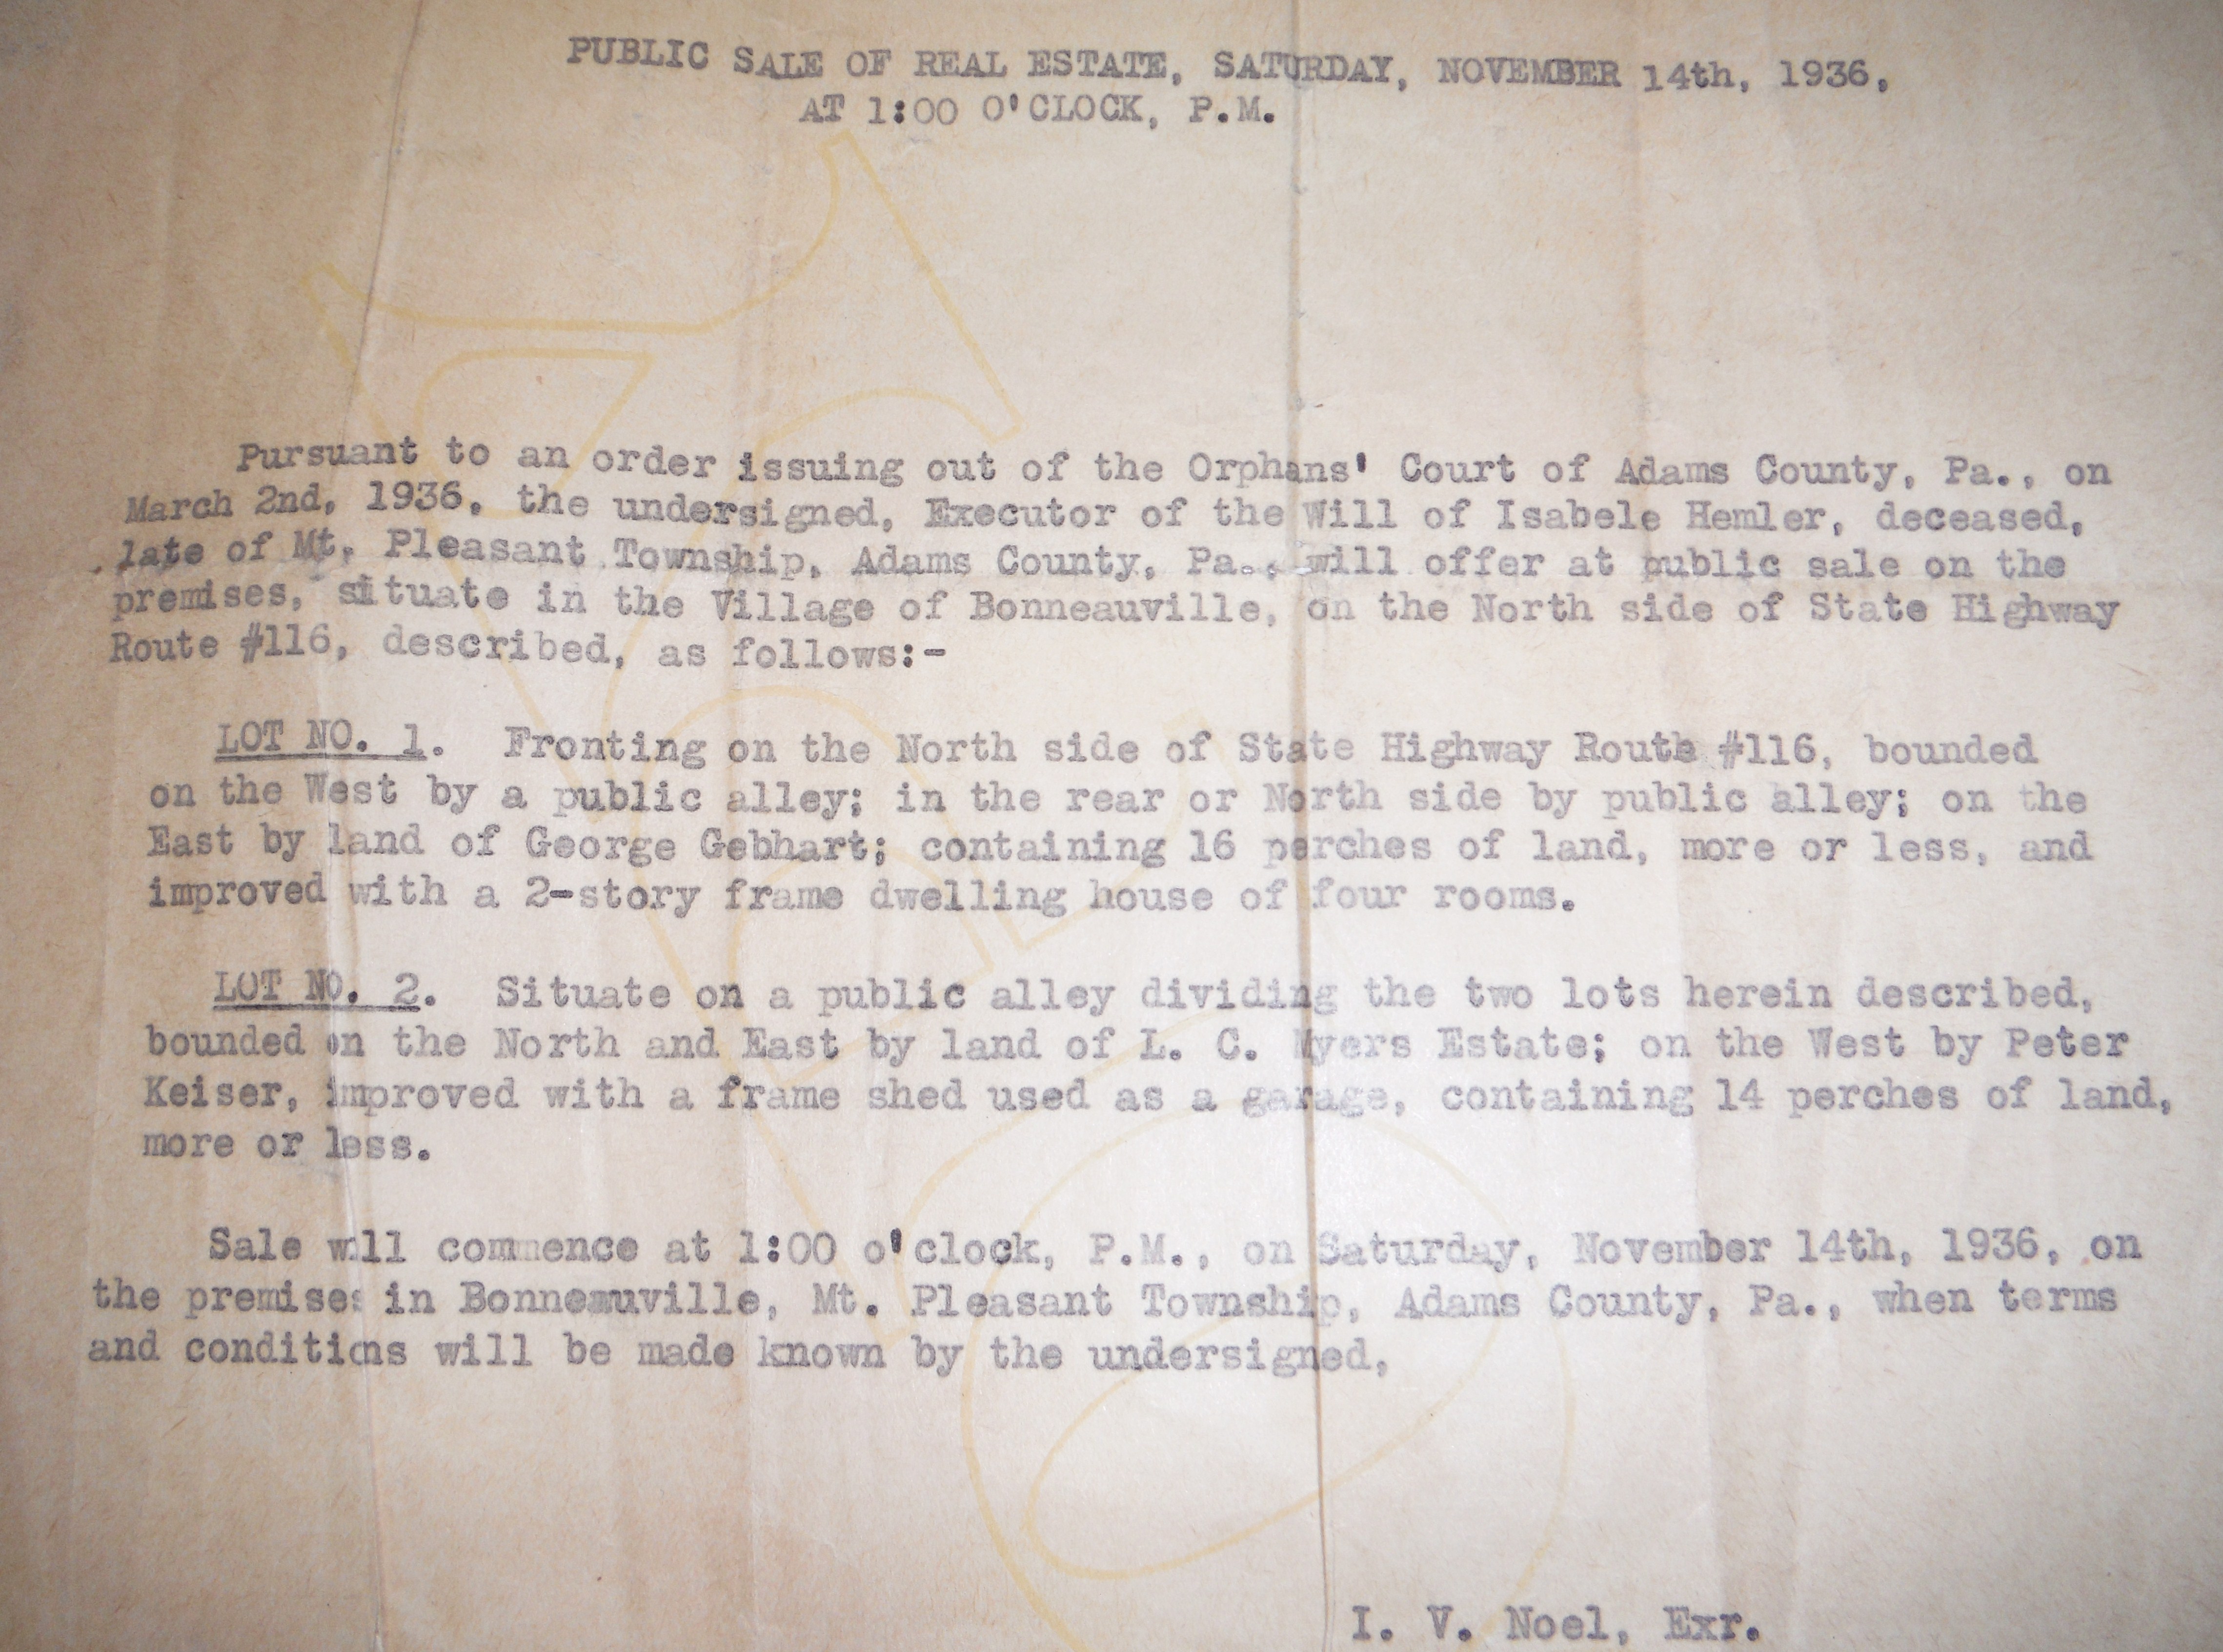 PUBLIC SALE OF REAL ESTATE, SATURDAY, NOVEMBER 14th, 1936,
AT 1:00 O'CLOCK, P.M.
Pursuant to an order issuing out of the Orphans' Court of Adams County, Pa., on
March 2nd, 1936, the undersigned, Executor of the Will of Isabele Hemler, deceased,
late of Mt. Pleasant Township, Adams County, Pa., will offer at public sale on the
premises, situate in the Village of Bonneauville, on the North side of State Highway
Route #116, described, as follows:-
LOT NO. 1. Fronting on the North side of State Highway Route #116, bounded
on the West by a public alley; in the rear or North side by public alley; on the
East by land of George Gebhart; containing 16 perches of land, more or less, and
improved with a 2-story frame dwelling house of four rooms.
LOT NO. 2. Situate on a public alley dividing the two lots herein described,
bounded on the North and East by land of L. C. Myers Estate; on the West by Peter
Keiser, improved with a frame shed used as a garage, containing 14 perches of land,
more or less.
Sale will commence at 1:00 o'clock, P.M., on Saturday, November 14th, 1936, on
the premises in Bonneauville, Mt. Pleasant Township, Adams County, Pa., when terms
and conditions will be made known by the undersigned,
I. V. Noel, Exr.